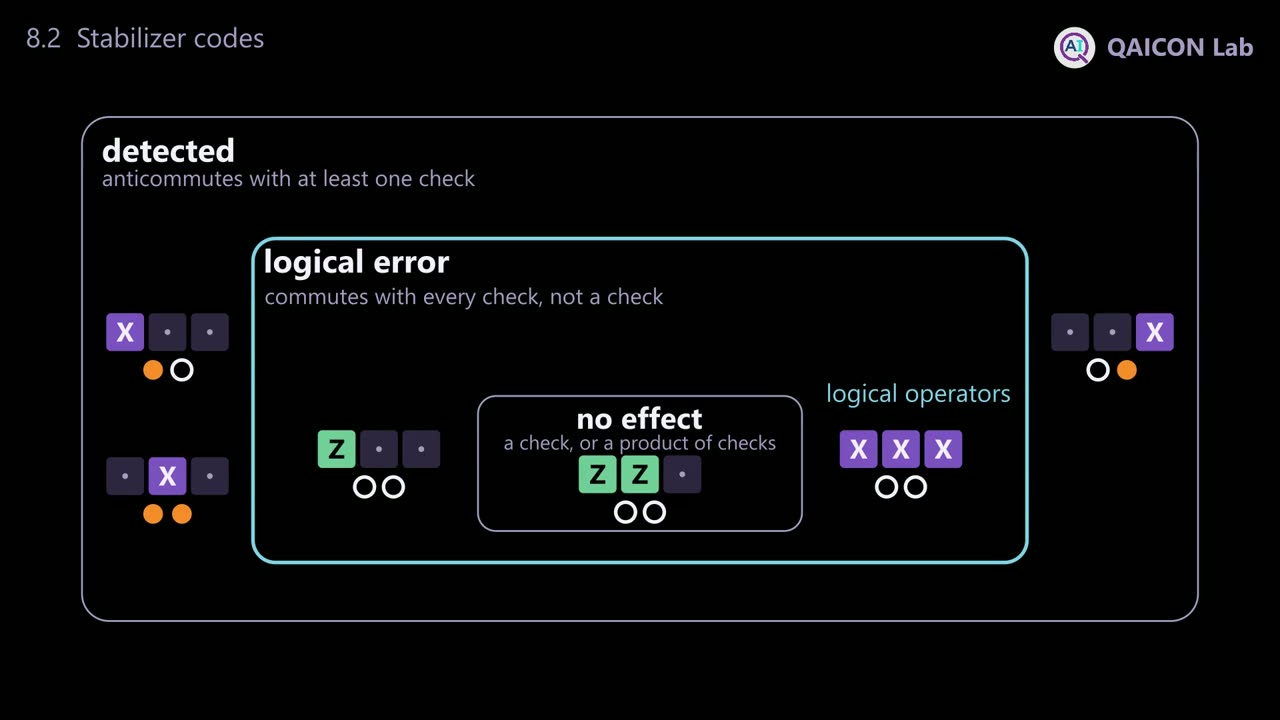 8.2 Stabilizer codes
AI QAICON Lab
detected
anticommutes with at least one check
logical error
commutes with every check, not a check
X
X
logical operators
no effect
a check, or a product of checks
Z
X X X
Z Z
X